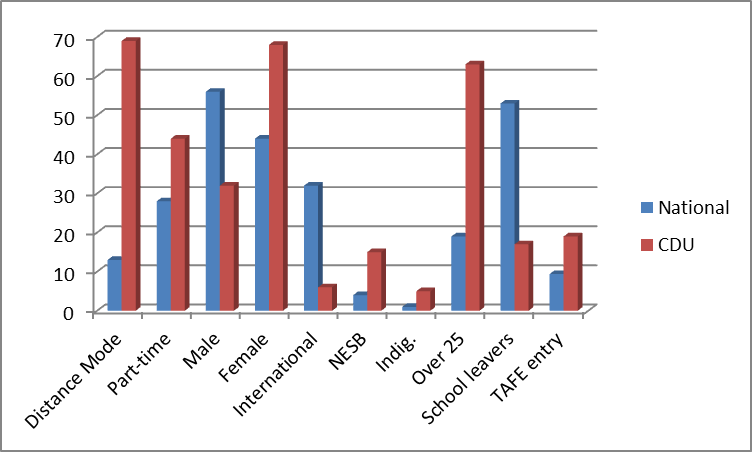 70
60
50
40
30
20
10
0
National
CDU
Distance Mode
Part-time
Male
Female
International
NESB
Indig.
Over 25
School leavers
TAFE entry